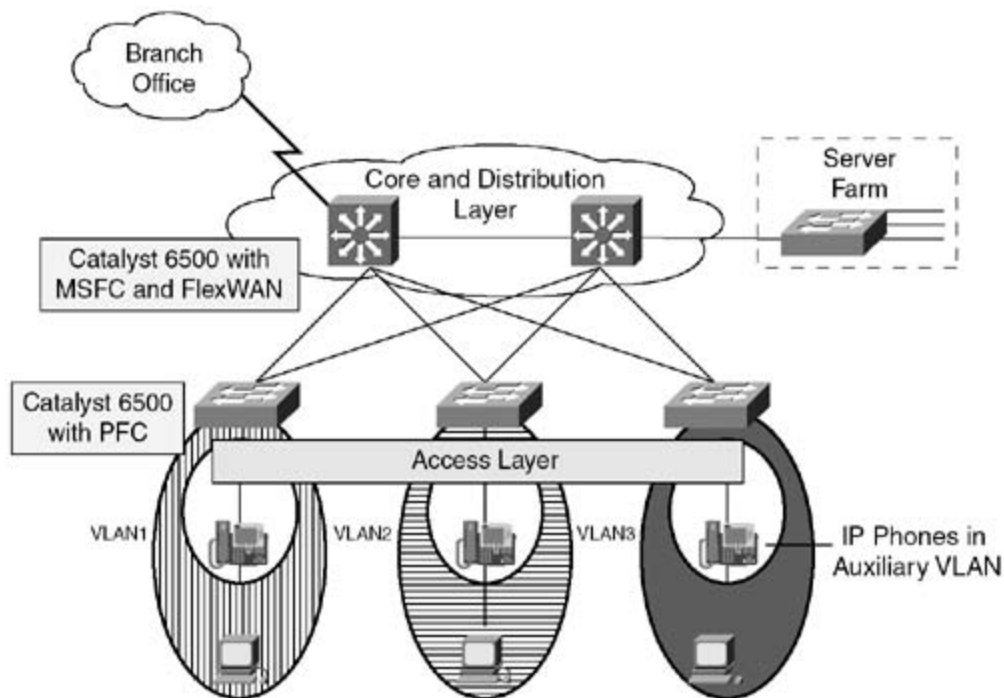 Branch
Office
Core and Distribution
Layer
Server
Farm
Catalyst 6500 with
MSFC and FlexWAN
Catalyst 6500
with PFC
Access Layer
VLAN1
VLAN2
VLAN3
IP Phones in
Auxiliary VLAN